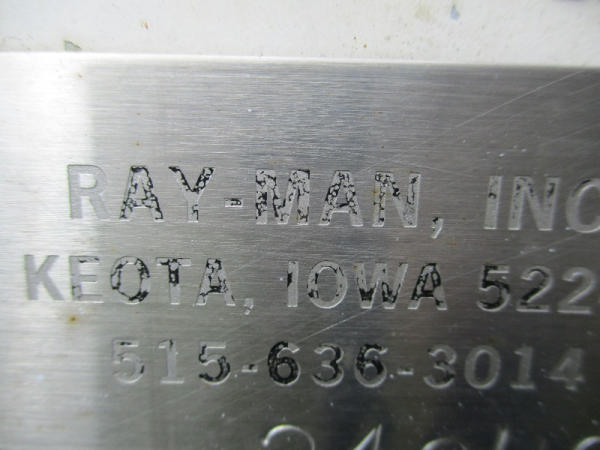 RAY-MAN, INC
KEOTA, IOWA 522
515-636-3014